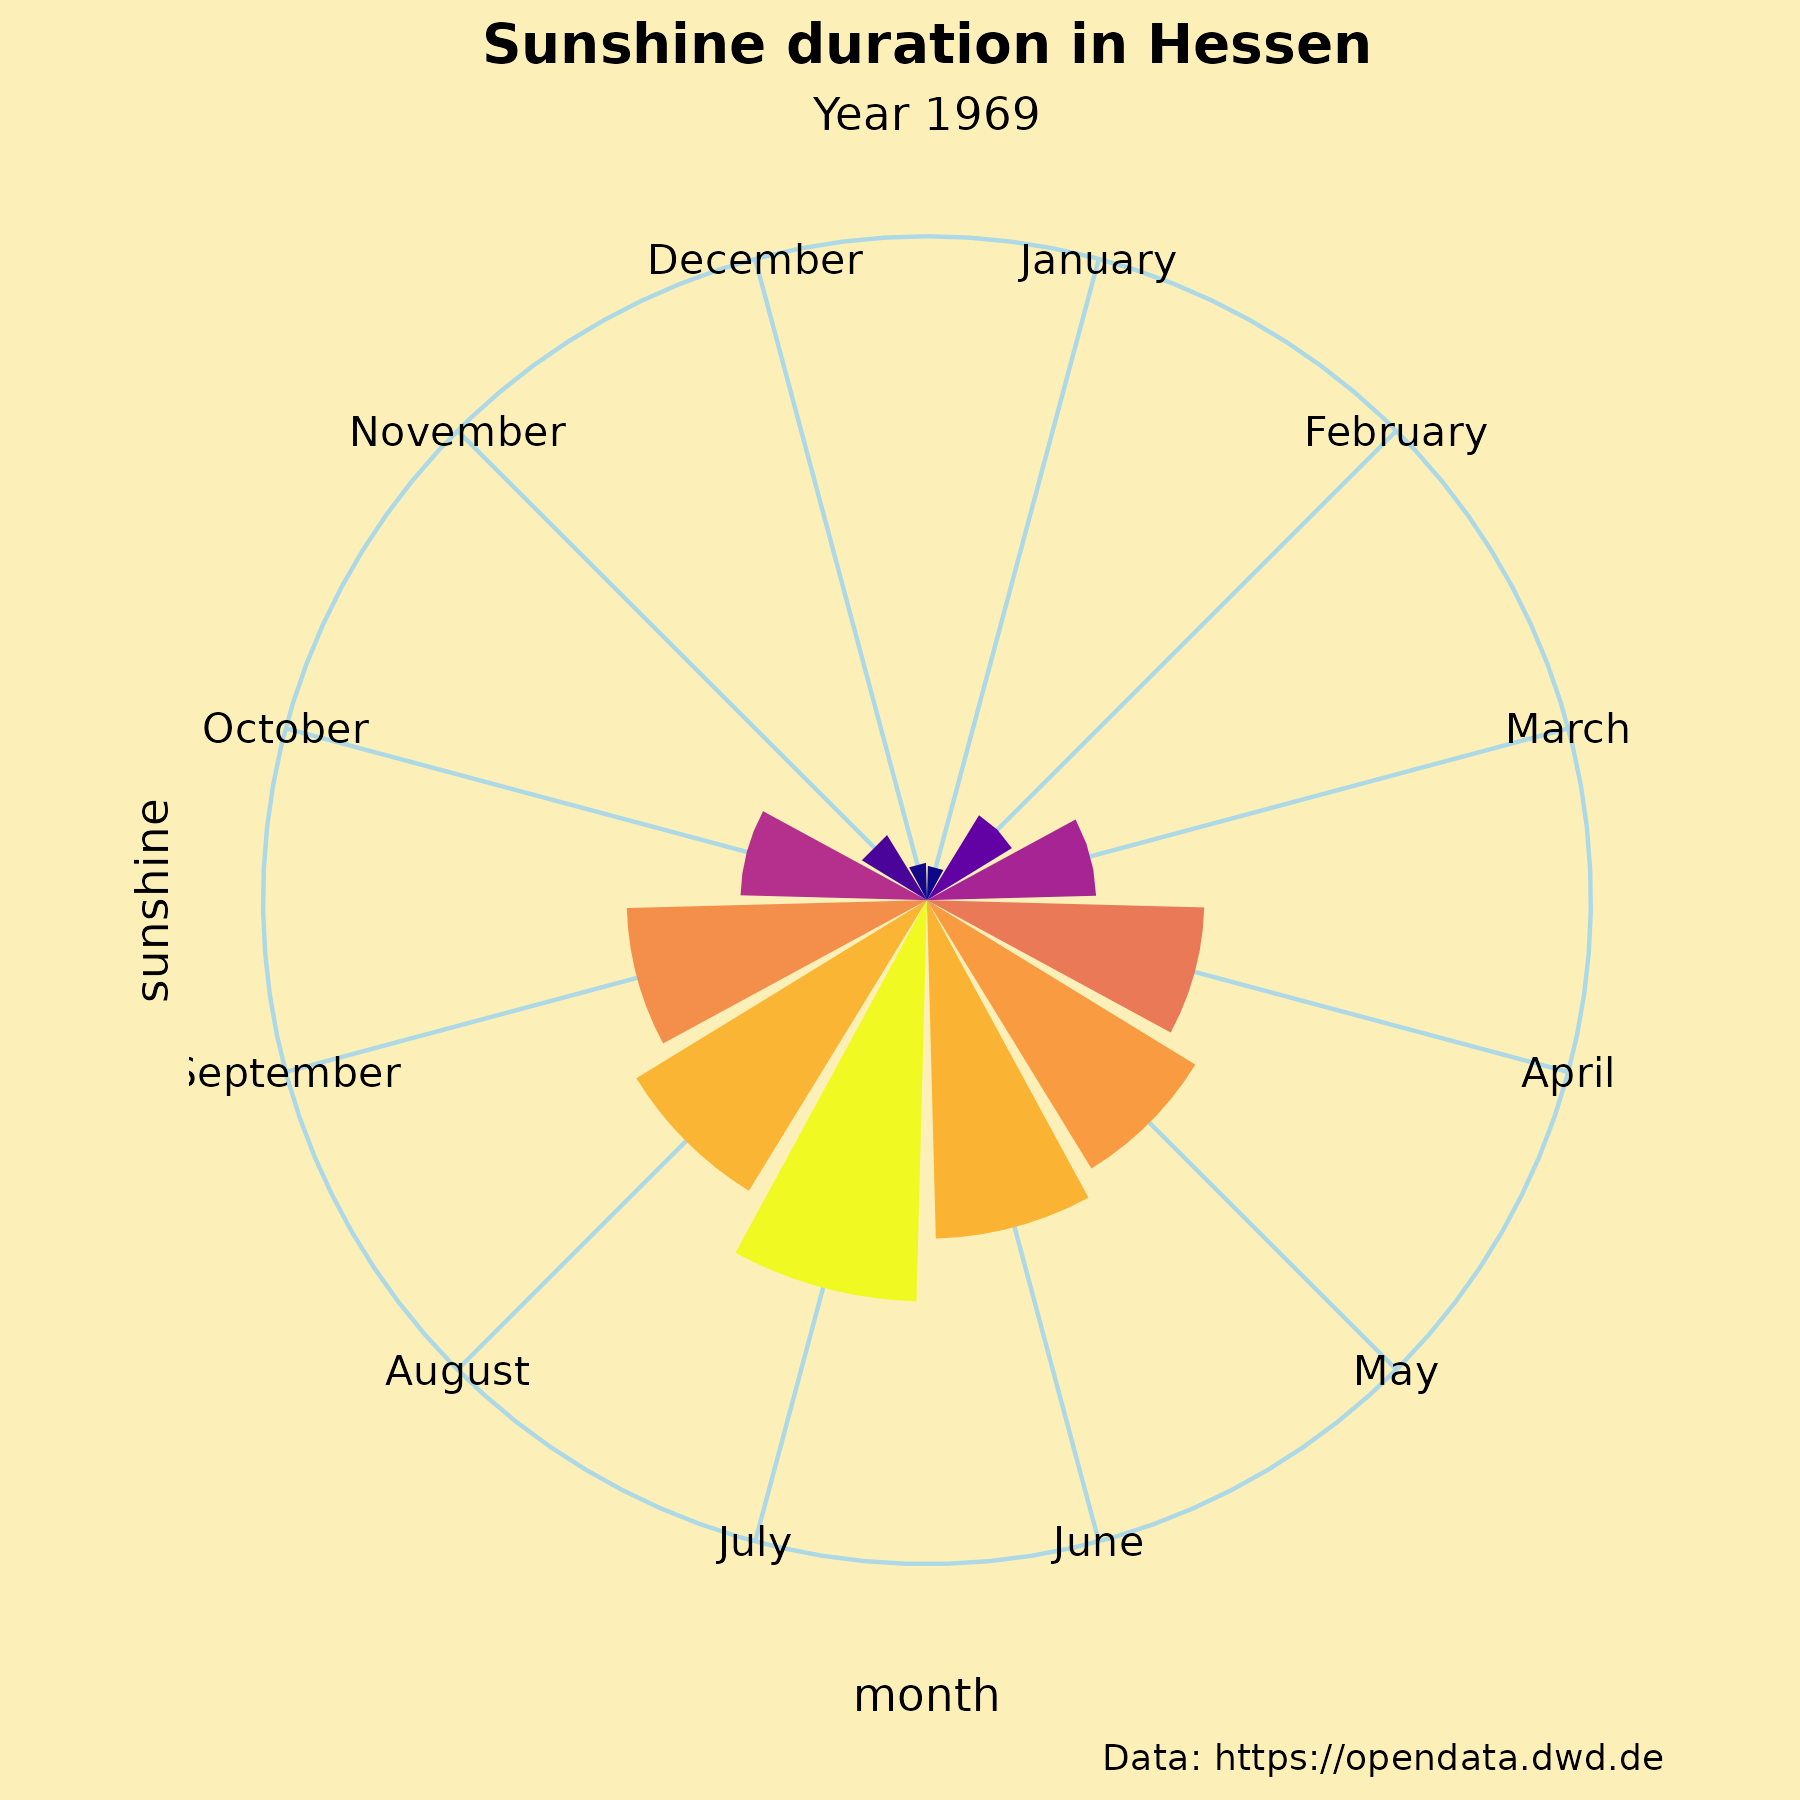 Sunshine duration in Hessen
Year 1969
December
January
November
February
October
March
sunshine
September
April
August
May
July
June
month
Data: https://opendata.dwd.de